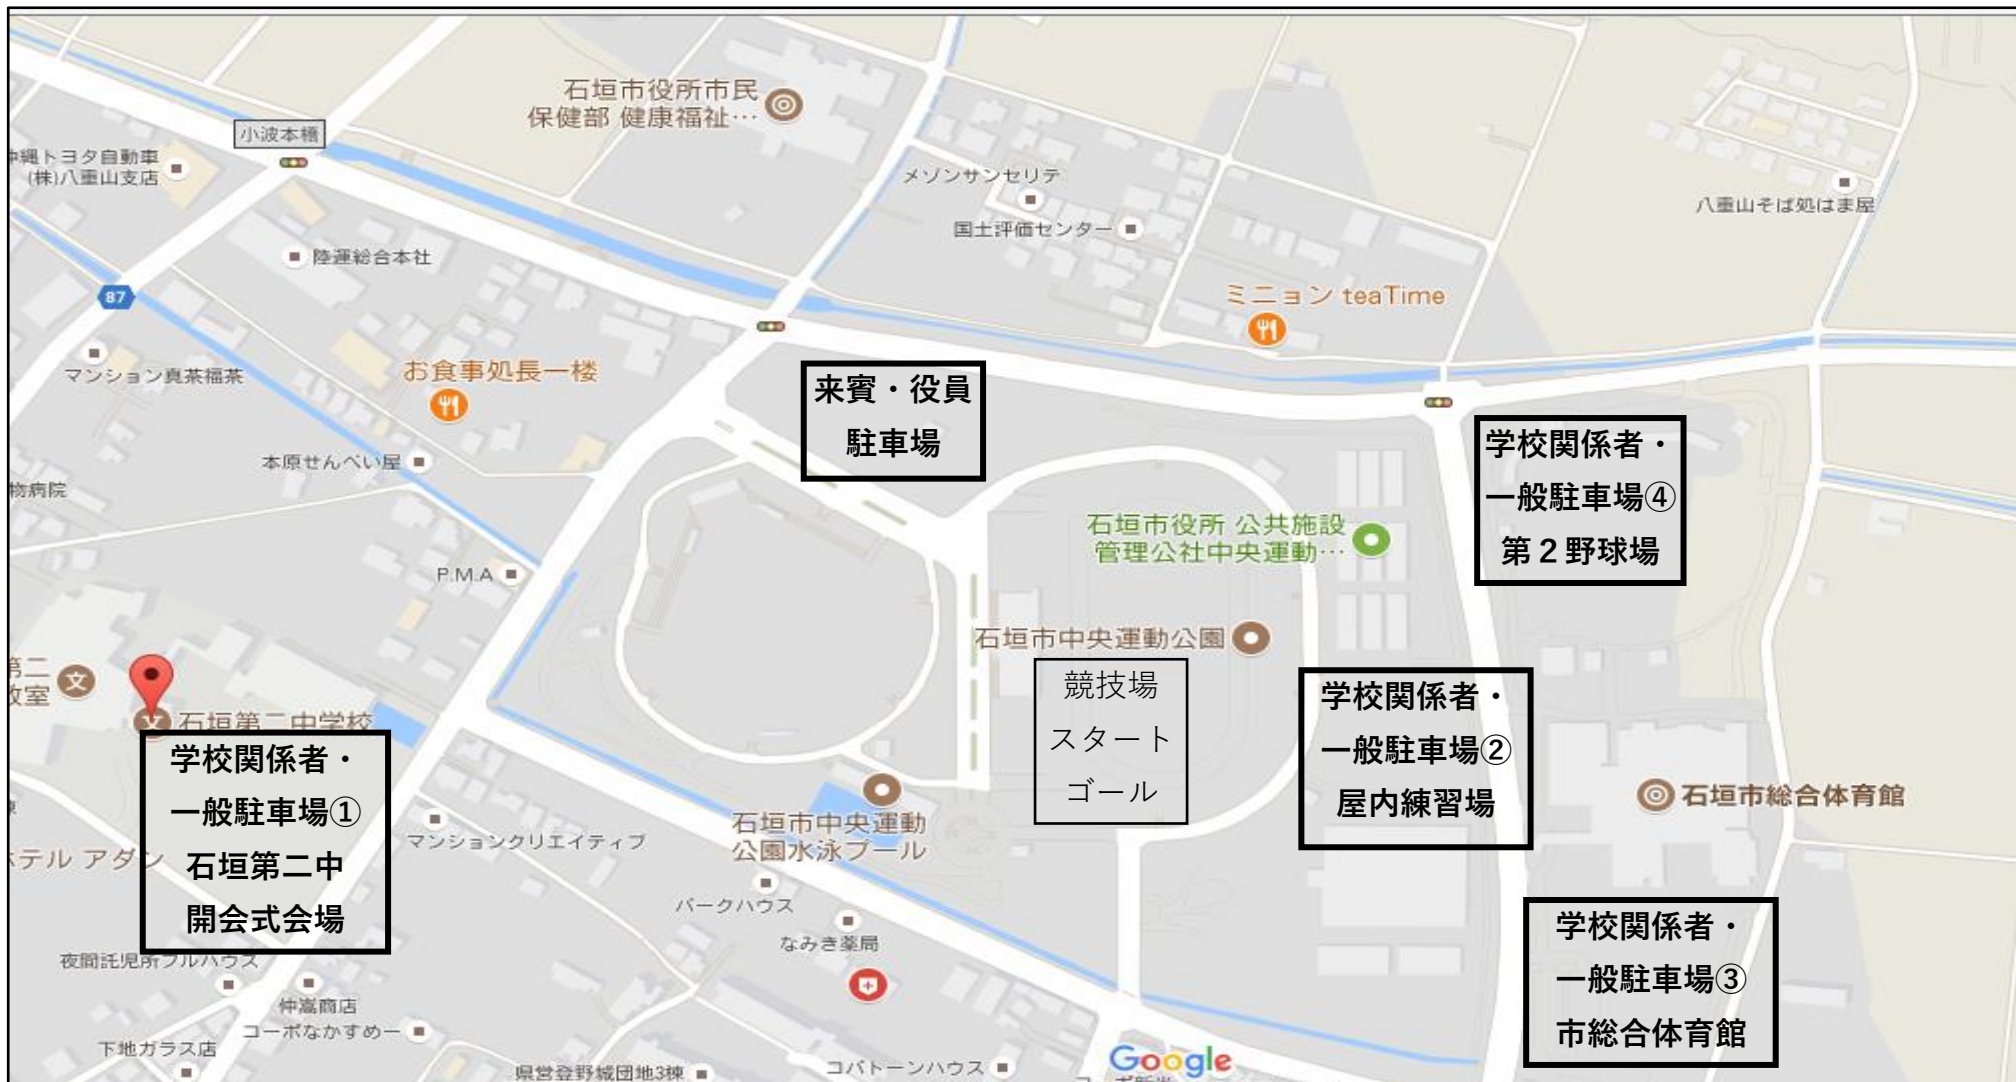 石垣市役所市民
保健部 健康福祉…
小波本橋
沖縄トヨタ自動車
(株)八重山支店
メゾンサンセリテ
国土評価センター
八重山そば処はま屋
陸運総合本社
87
ミニョン teaTime
マンション真茶福茶
お食事処長一楼
来賓・役員
駐車場
本原せんべい屋
物病院
学校関係者・
一般駐車場④
第2野球場
石垣市役所 公共施設
管理公社中央運動…
P.M.A
石垣市中央運動公園
第二
教室
石垣第二中学校
競技場
スタート
ゴール
学校関係者・
一般駐車場②
屋内練習場
学校関係者・
一般駐車場①
石垣第二中
開会式会場
石垣市総合体育館
マンションクリエイティブ
石垣市中央運動
公園水泳プール
ホテル アダン
パークハウス
なみき薬局
学校関係者・
一般駐車場③
市総合体育館
夜間託児所フルハウス
仲嵩商店
コーポなかすめー
下地ガラス店
県営登野城団地3棟
コパトーンハウス
Google